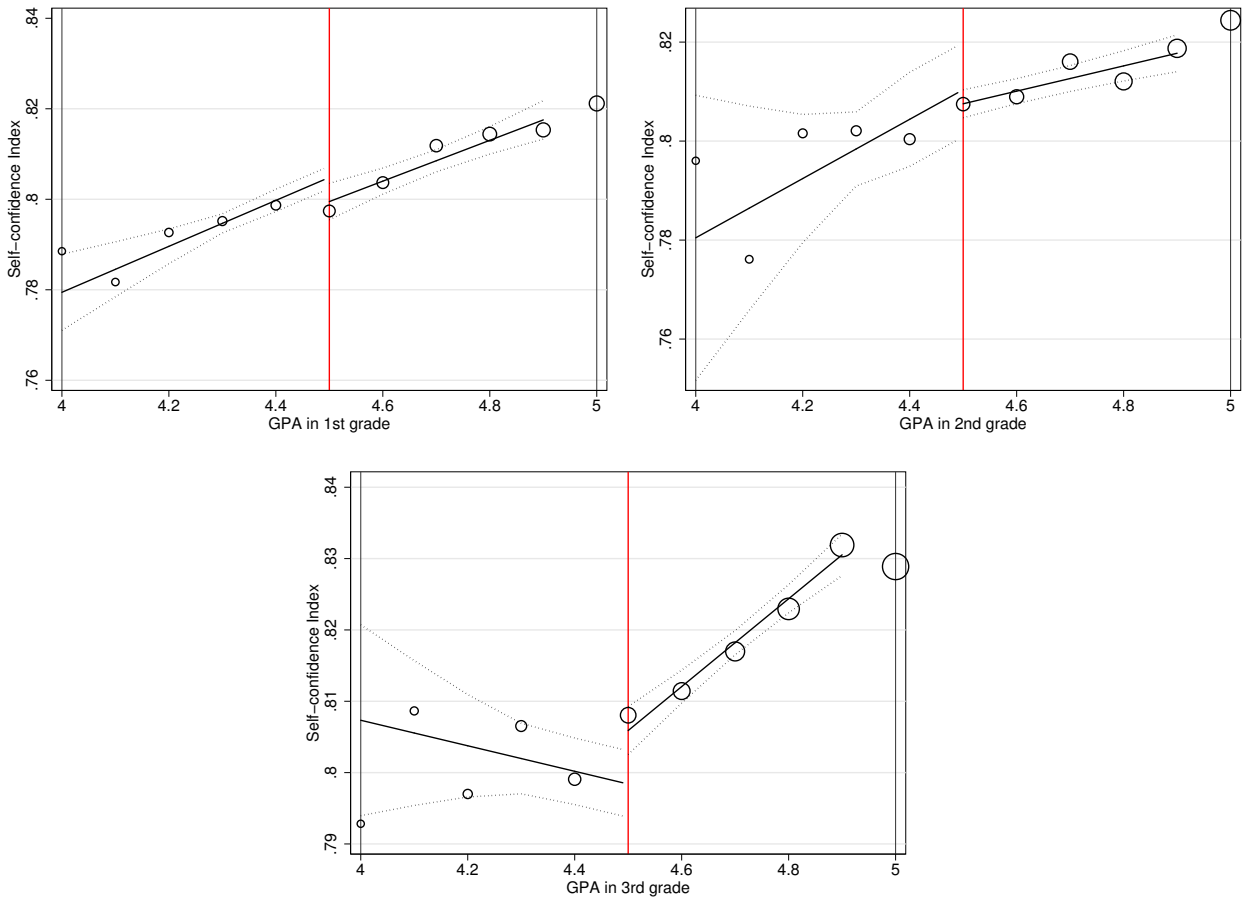 Self−confidence Index
.84
.82
.8
.78
.76
4 4.2 4.4 4.6 4.8 5
GPA in 1st grade
Self−confidence Index
.82
.8
.78
.76
4 4.2 4.4 4.6 4.8 5
GPA in 2nd grade
Self−confidence Index
.84
.83
.82
.81
.8
.79
4 4.2 4.4 4.6 4.8 5
GPA in 3rd grade